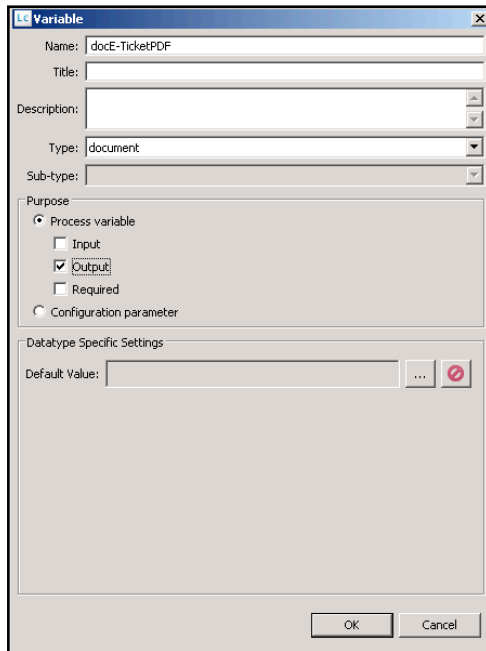 LC Variable
Name: docE-TicketPDF
Title:
Description:
Type: document
Sub-type:
Purpose
Process variable
Input
Output
Required
Configuration parameter
Datatype Specific Settings
Default Value: ...
OK Cancel